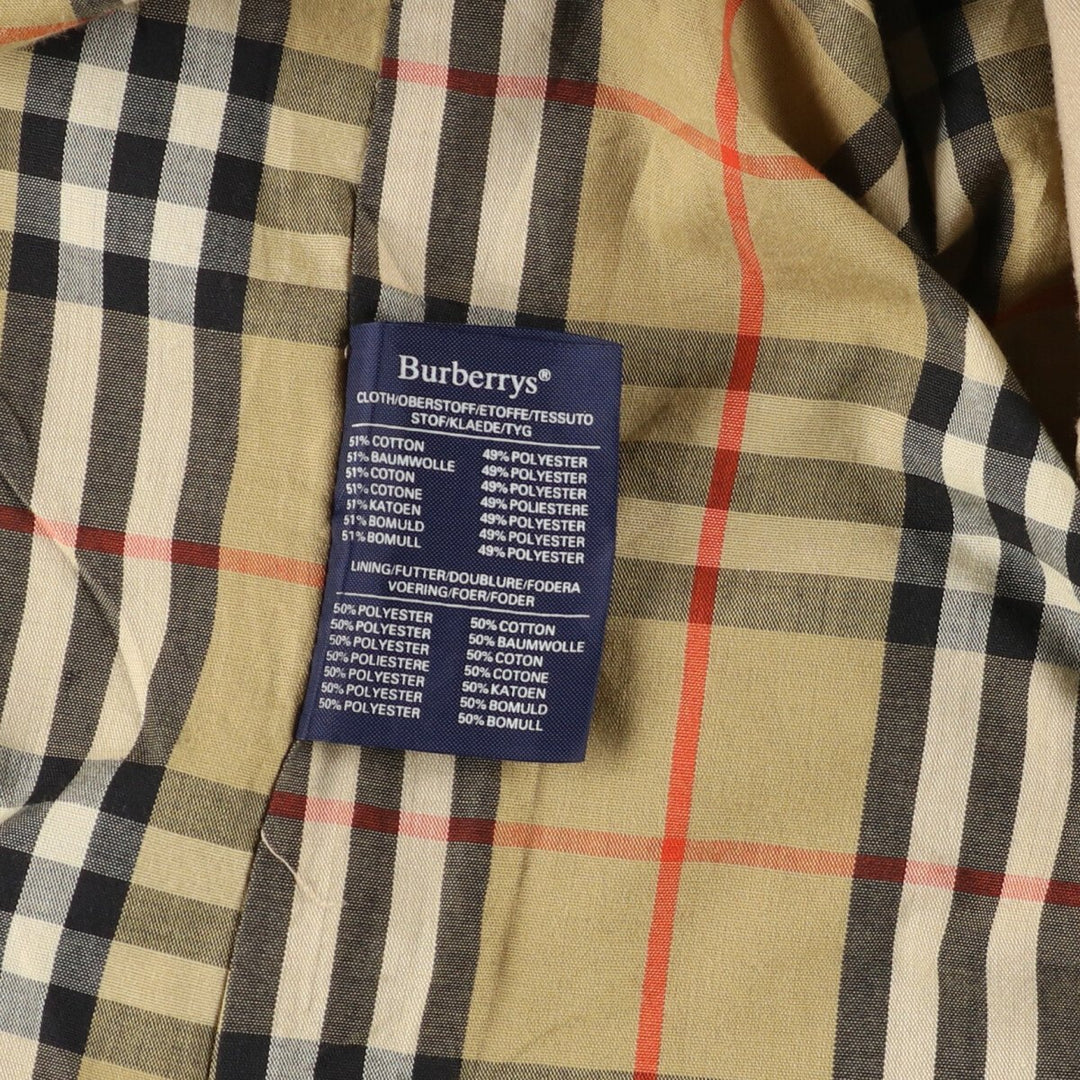 Burberrys®
CLOTH/OBERSTOFF/ETOFFE/TESSUTO
STOF/KLAEDE/TYG
51% COTTON 49% POLYESTER
51% BAUMWOLLE 49% POLYESTER
51% COTON 49% POLYESTER
51% COTONE 49% POLIESTERE
51% KATOEN 49% POLYESTER
51% BOMULD 49% POLYESTER
51% BOMULL 49% POLYESTER
LINING/FUTTER/DOUBLURE/FODERA
VOERING/FOER/FODER
50% POLYESTER 50% COTTON
50% POLYESTER 50% BAUMWOLLE
50% POLYESTER 50% COTON
50% POLIESTERE 50% COTONE
50% POLYESTER 50% KATOEN
50% POLYESTER 50% BOMULD
50% POLYESTER 50% BOMULL